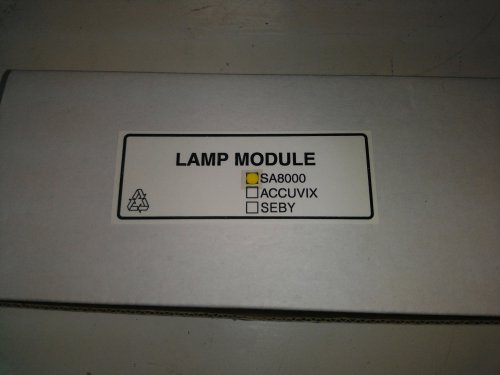 LAMP MODULE
SA8000
ACCUVIX
SEBY